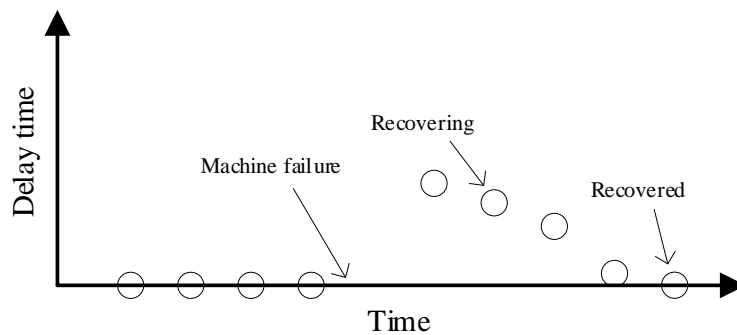 Delay time
Recovering
Machine failure
Recovered
Time